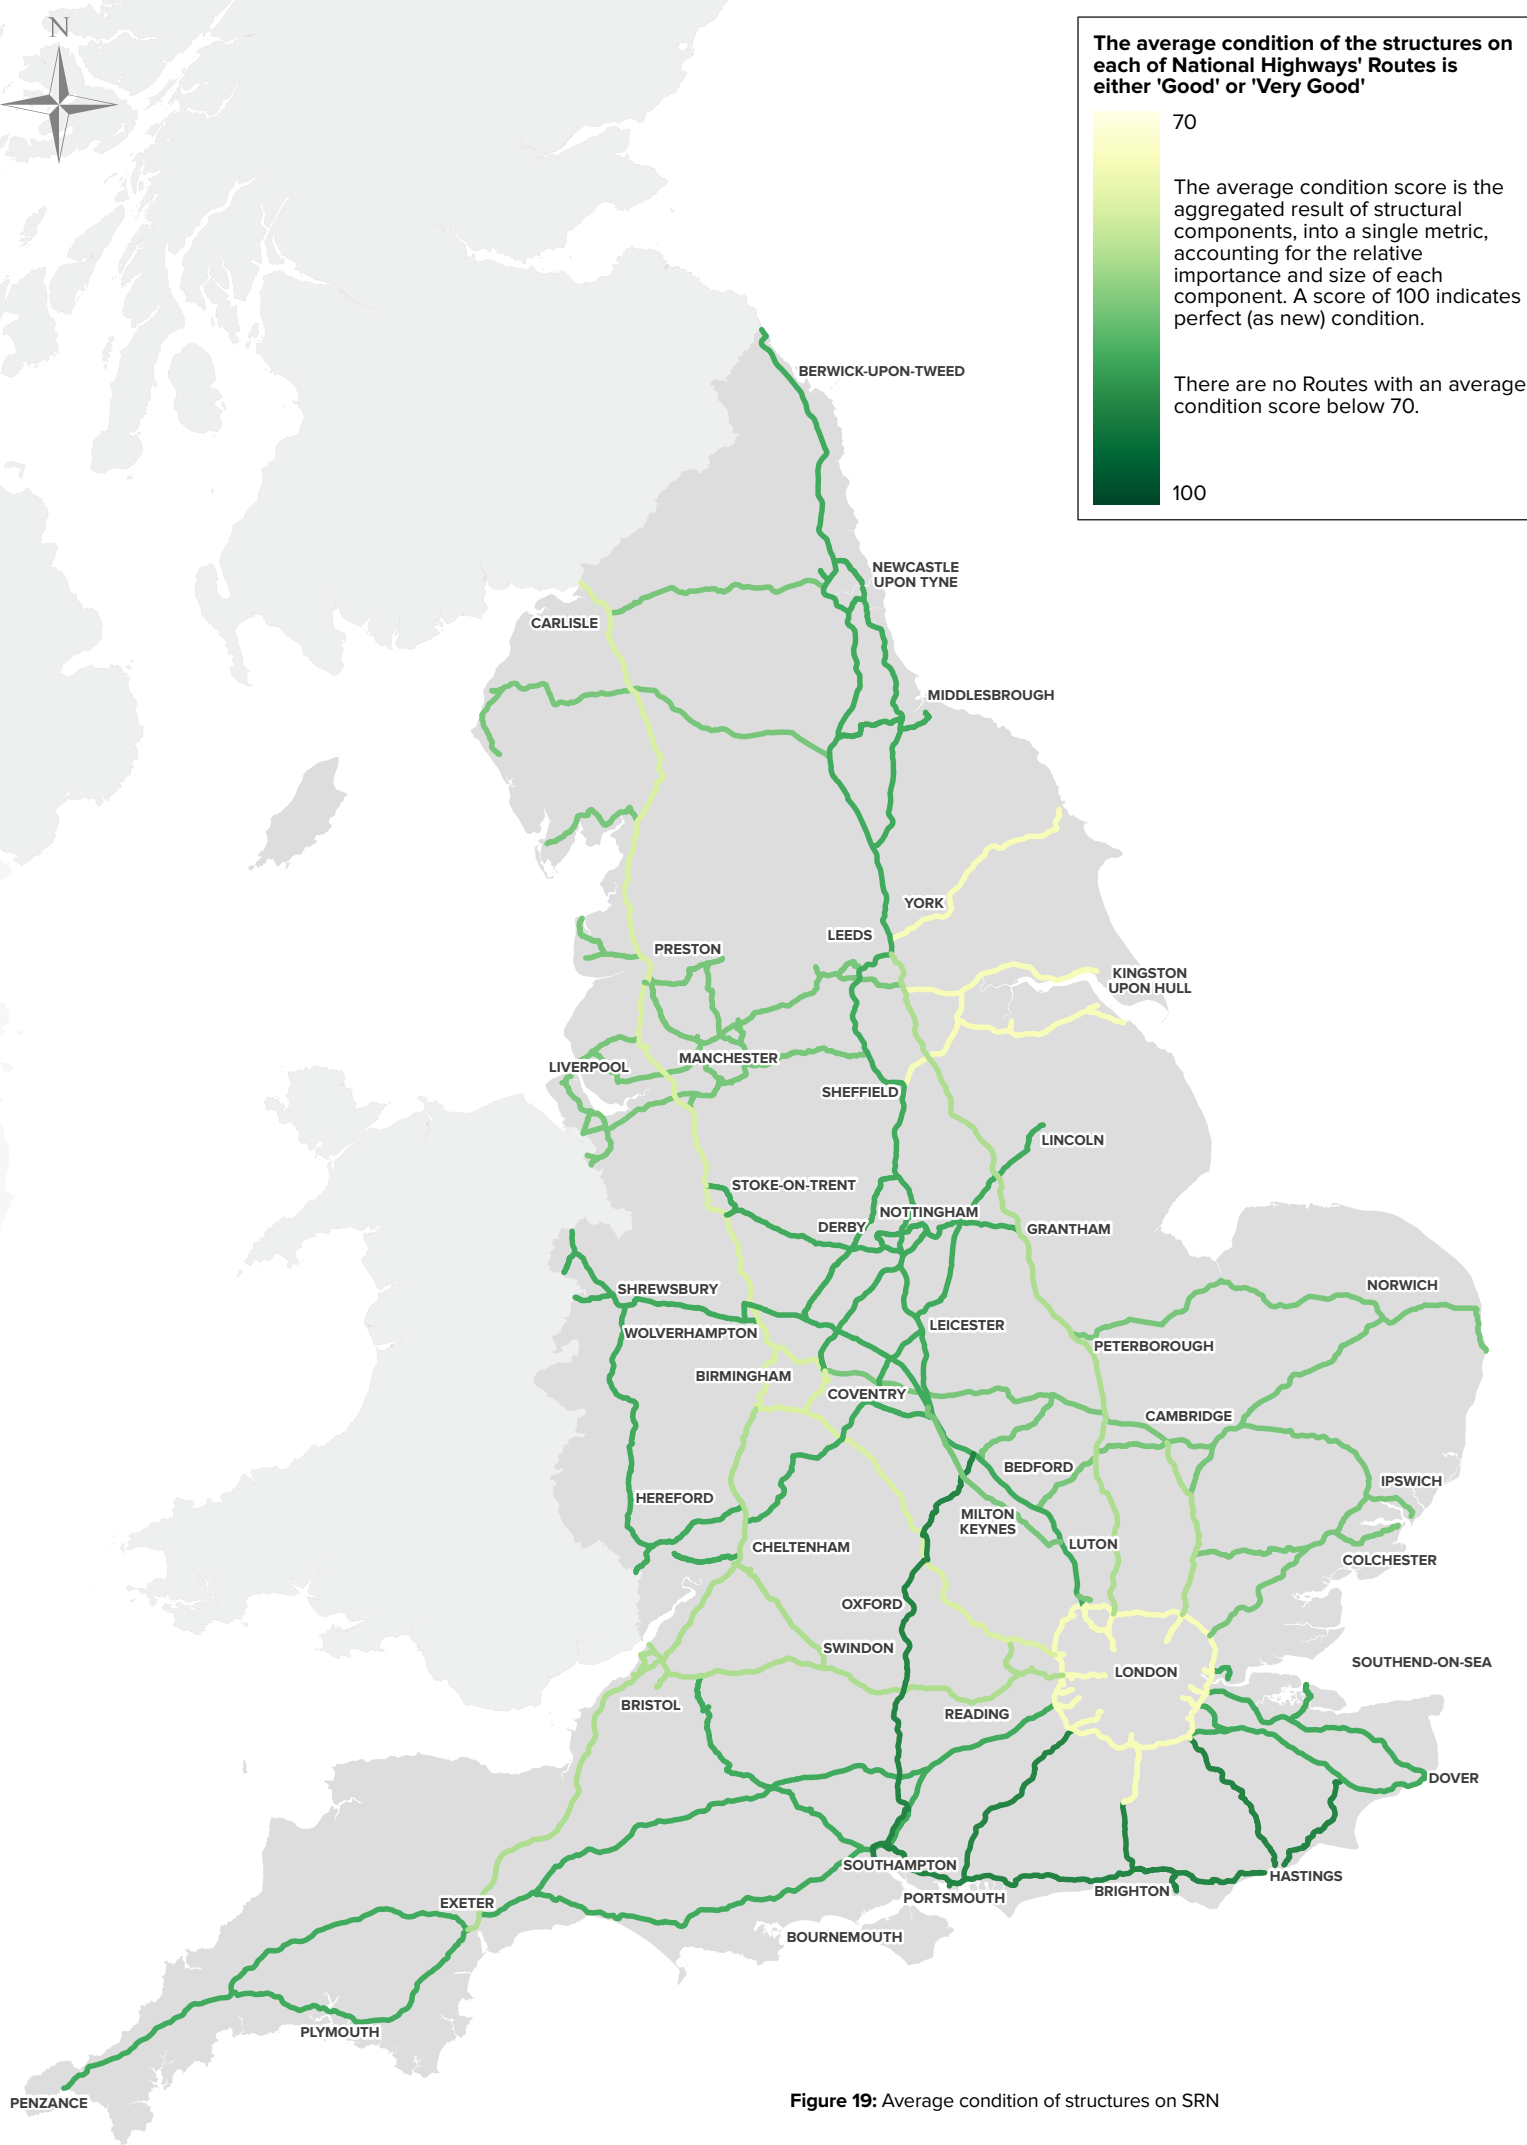 N
The average condition of the structures on
each of National Highways' Routes is
either 'Good' or 'Very Good'
70
The average condition score is the
aggregated result of structural
components, into a single metric,
accounting for the relative
importance and size of each
component. A score of 100 indicates
perfect (as new) condition.
There are no Routes with an average
condition score below 70.
100
BERWICK-UPON-TWEED
NEWCASTLE
UPON TYNE
CARLISLE
MIDDLESBROUGH
YORK
LEEDS
PRESTON
KINGSTON
UPON HULL
MANCHESTER
LIVERPOOL
SHEFFIELD
LINCOLN
STOKE-ON-TRENT
NOTTINGHAM
DERBY
GRANTHAM
SHREWSBURY
NORWICH
LEICESTER
WOLVERHAMPTON
PETERBOROUGH
BIRMINGHAM
COVENTRY
CAMBRIDGE
BEDFORD
IPSWICH
HEREFORD
MILTON
KEYNES
CHELTENHAM
LUTON
COLCHESTER
OXFORD
SWINDON
SOUTHEND-ON-SEA
LONDON
BRISTOL
READING
DOVER
SOUTHAMPTON
HASTINGS
BRIGHTON
PORTSMOUTH
EXETER
BOURNEMOUTH
PLYMOUTH
PENZANCE
Figure 19: Average condition of structures on SRN